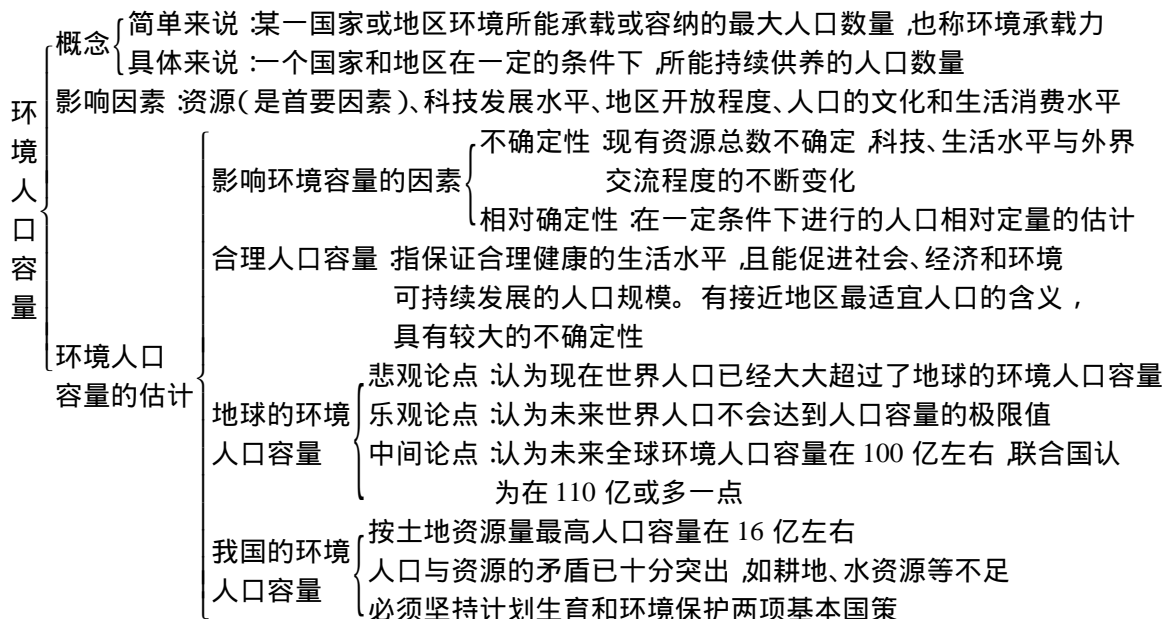 环境人口容量
概念
简单来说:某一国家或地区环境所能承载或容纳的最大人口数量,也称环境承载力
具体来说:一个国家和地区在一定的条件下,所能持续供养的人口数量
影响因素:资源(是首要因素)、科技发展水平、地区开放程度、人口的文化和生活消费水平
环境人口
容量的估计
影响环境容量的因素
不确定性:现有资源总数不确定,科技、生活水平与外界
交流程度的不断变化
相对确定性:在一定条件下进行的人口相对定量的估计
合理人口容量:指保证合理健康的生活水平,且能促进社会、经济和环境
可持续发展的人口规模。有接近地区最适宜人口的含义,
具有较大的不确定性
地球的环境
人口容量
悲观论点:认为现在世界人口已经大大超过了地球的环境人口容量
乐观论点:认为未来世界人口不会达到人口容量的极限值
中间论点:认为未来全球环境人口容量在 100 亿左右,联合国认
为在 110 亿或多一点
我国的环境
人口容量
按土地资源量最高人口容量在 16 亿左右
人口与资源的矛盾已十分突出,如耕地、水资源等不足
必须坚持计划生育和环境保护两项基本国策